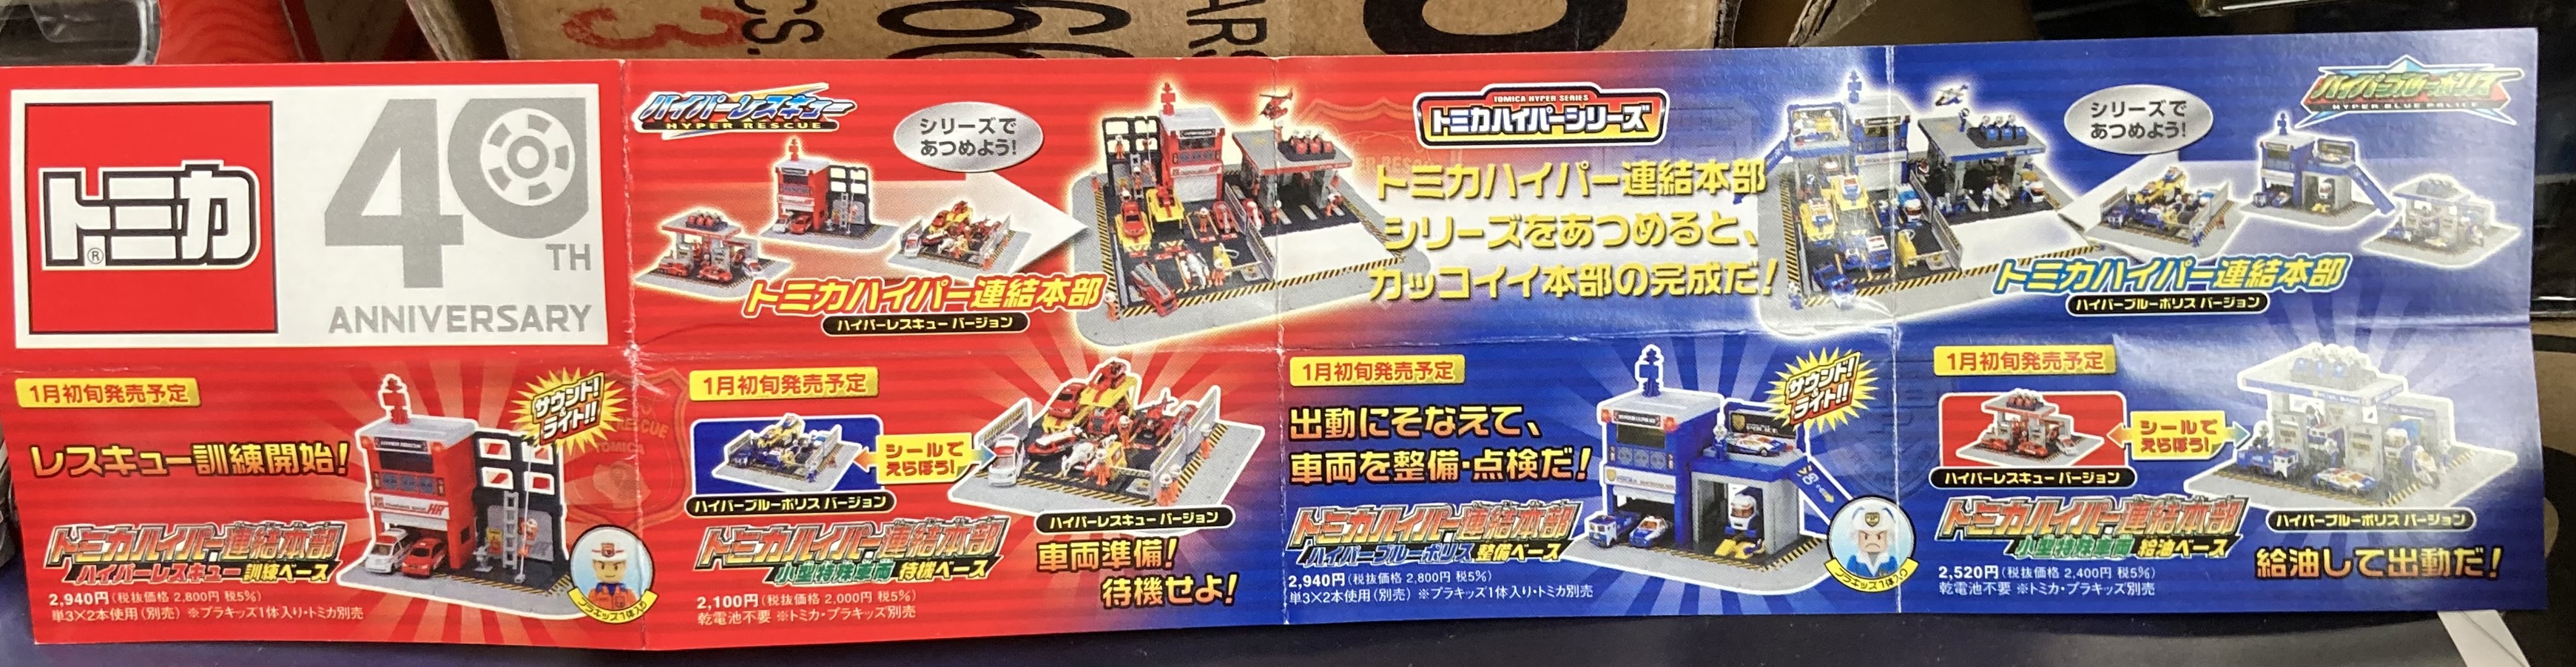 トミカ
®
40
TH
ANNIVERSARY
ハイパーレスキュー
HYPER RESCUE
シリーズで
あつめよう!
トミカハイパー連結本部
ハイパーレスキュー バージョン
TOMICA HYPER SERIES
トミカハイパーシリーズ
トミカハイパー連結本部
シリーズをあつめると、
カッコイイ本部の完成だ!
シリーズで
あつめよう!
ハイパーブルーポリス
HYPER BLUE POLICE
トミカハイパー連結本部
ハイパーブルーポリス バージョン
1月初旬発売予定
サウンド!
&
ライト!!
レスキュー訓練開始!
トミカハイパー連結本部
ハイパーレスキュー 訓練ベース
2,940円(税抜価格 2,800円 税5%)
単3×2本使用(別売) ※プラキッズ1体入り・トミカ別売
プラキッズ1体入り
1月初旬発売予定
シールで
えらぼう!
ハイパーブルーポリス バージョン
ハイパーレスキュー バージョン
トミカハイパー連結本部
小型特殊車両 待機ベース
2,100円(税抜価格 2,000円 税5%)
乾電池不要 ※トミカ・プラキッズ別売
車両準備!
待機せよ!
1月初旬発売予定
サウンド!
&
ライト!!
出動にそなえて、
車両を整備・点検だ!
トミカハイパー連結本部
ハイパーブルーポリス 整備ベース
2,940円(税抜価格 2,800円 税5%)
単3×2本使用(別売) ※プラキッズ1体入り・トミカ別売
プラキッズ1体入り
1月初旬発売予定
シールで
えらぼう!
ハイパーレスキュー バージョン
ハイパーブルーポリス バージョン
トミカハイパー連結本部
小型特殊車両 給油ベース
2,520円(税抜価格 2,400円 税5%)
乾電池不要 ※トミカ・プラキッズ別売
給油して出動だ!